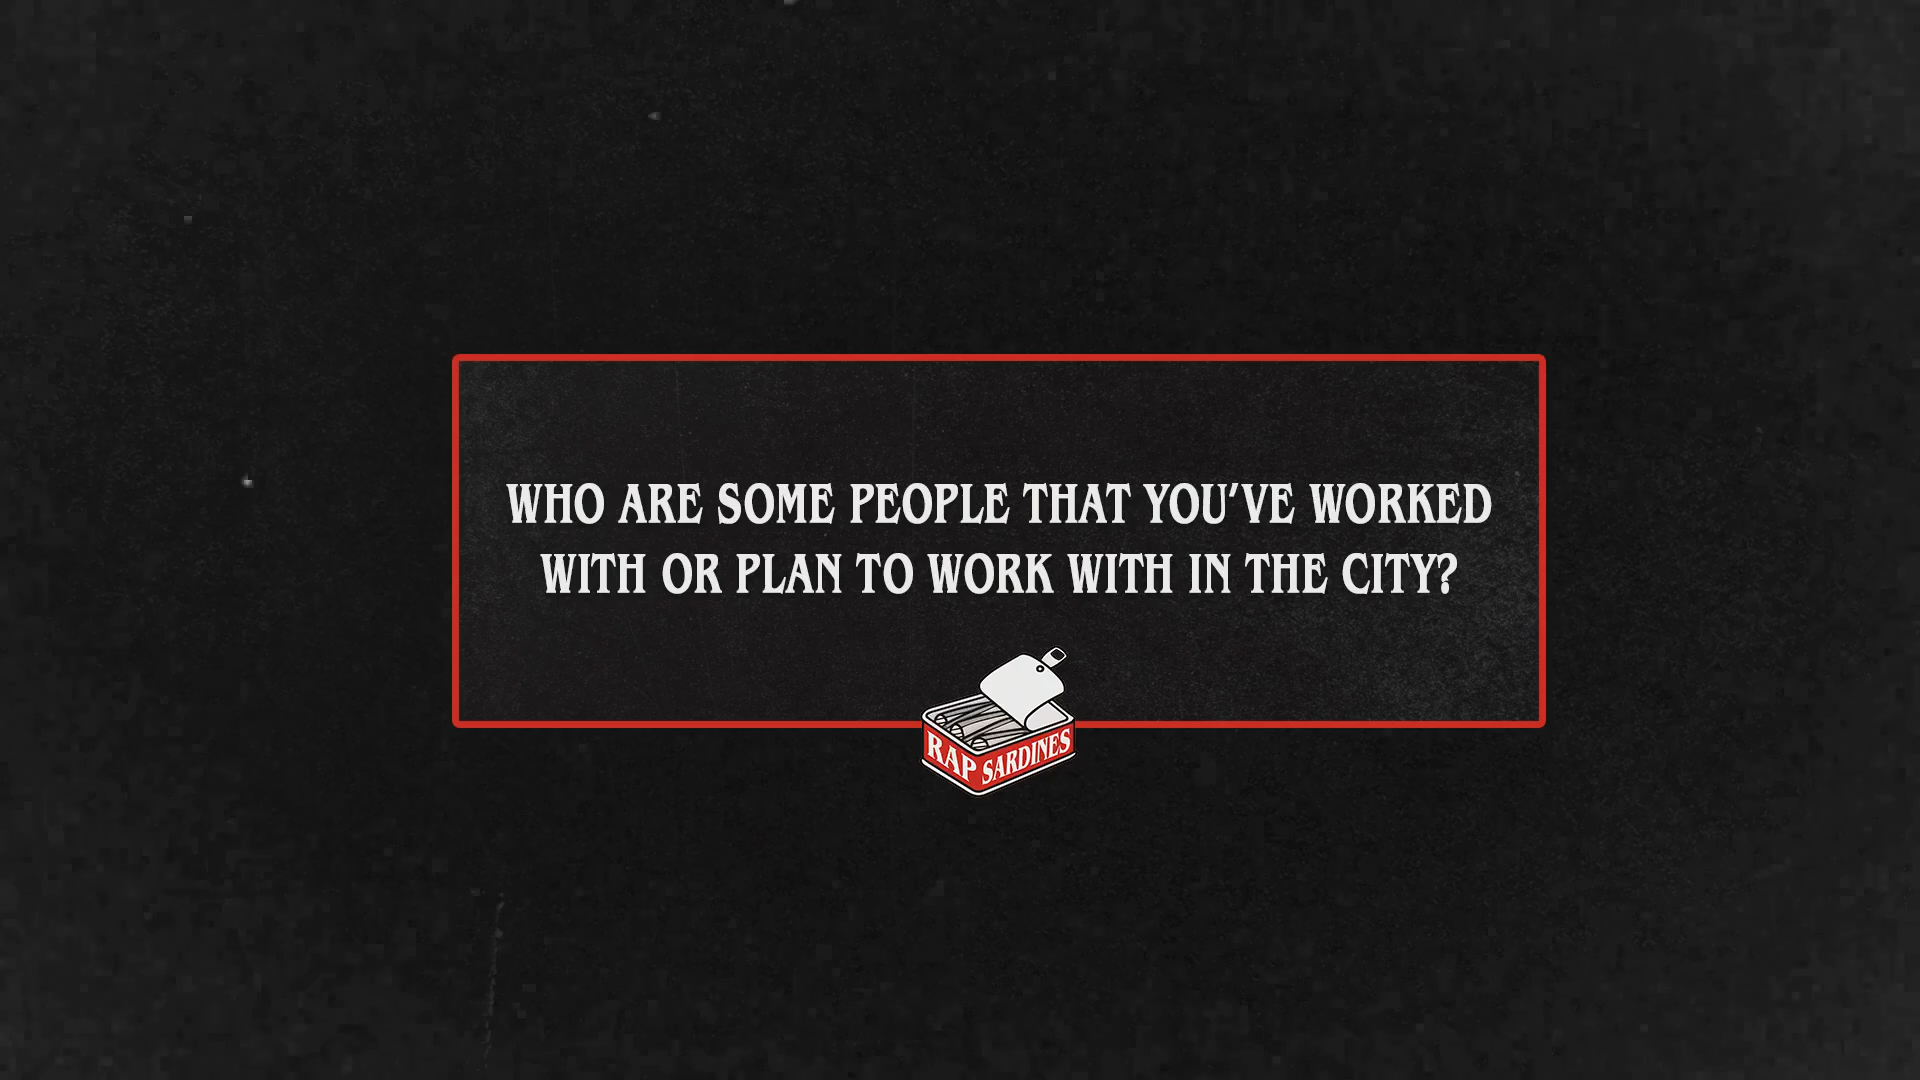 WHO ARE SOME PEOPLE THAT YOU'VE WORKED
WITH OR PLAN TO WORK WITH IN THE CITY?
RAP SARDINES